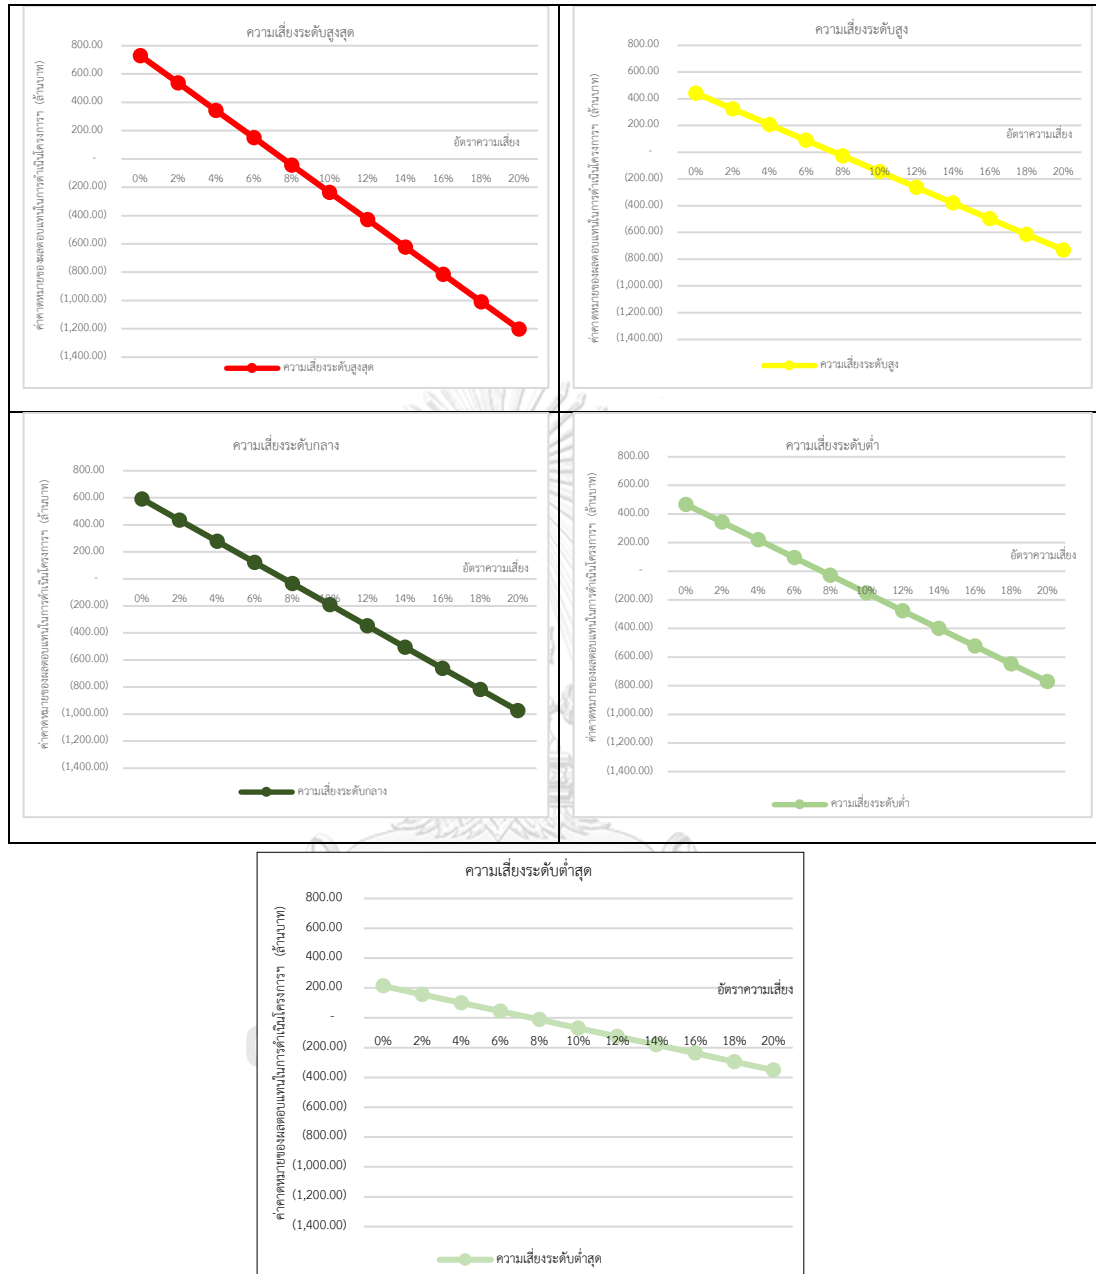 ความเสี่ยงระดับสูงสุด
ค่าคาดหมายของผลตอบแทนในการดำเนินโครงการฯ (ล้านบาท)
800.00
600.00
400.00
200.00
-
(200.00)
(400.00)
(600.00)
(800.00)
(1,000.00)
(1,200.00)
(1,400.00)
อัตราความเสี่ยง
0% 2% 4% 6% 8% 10% 12% 14% 16% 18% 20%
ความเสี่ยงระดับสูงสุด
ความเสี่ยงระดับสูง
ค่าคาดหมายของผลตอบแทนในการดำเนินโครงการฯ (ล้านบาท)
800.00
600.00
400.00
200.00
-
(200.00)
(400.00)
(600.00)
(800.00)
(1,000.00)
(1,200.00)
(1,400.00)
อัตราความเสี่ยง
0% 2% 4% 6% 8% 10% 12% 14% 16% 18% 20%
ความเสี่ยงระดับสูง
ความเสี่ยงระดับกลาง
ค่าคาดหมายของผลตอบแทนในการดำเนินโครงการฯ (ล้านบาท)
800.00
600.00
400.00
200.00
-
(200.00)
(400.00)
(600.00)
(800.00)
(1,000.00)
(1,200.00)
(1,400.00)
อัตราความเสี่ยง
0% 2% 4% 6% 8% 10% 12% 14% 16% 18% 20%
ความเสี่ยงระดับกลาง
ความเสี่ยงระดับต่ำ
ค่าคาดหมายของผลตอบแทนในการดำเนินโครงการฯ (ล้านบาท)
800.00
600.00
400.00
200.00
-
(200.00)
(400.00)
(600.00)
(800.00)
(1,000.00)
(1,200.00)
(1,400.00)
อัตราความเสี่ยง
0% 2% 4% 6% 8% 10% 12% 14% 16% 18% 20%
ความเสี่ยงระดับต่ำ
ความเสี่ยงระดับต่ำสุด
ค่าคาดหมายของผลตอบแทนในการดำเนินโครงการฯ (ล้านบาท)
800.00
600.00
400.00
200.00
-
(200.00)
(400.00)
(600.00)
(800.00)
(1,000.00)
(1,200.00)
(1,400.00)
อัตราความเสี่ยง
0% 2% 4% 6% 8% 10% 12% 14% 16% 18% 20%
ความเสี่ยงระดับต่ำสุด